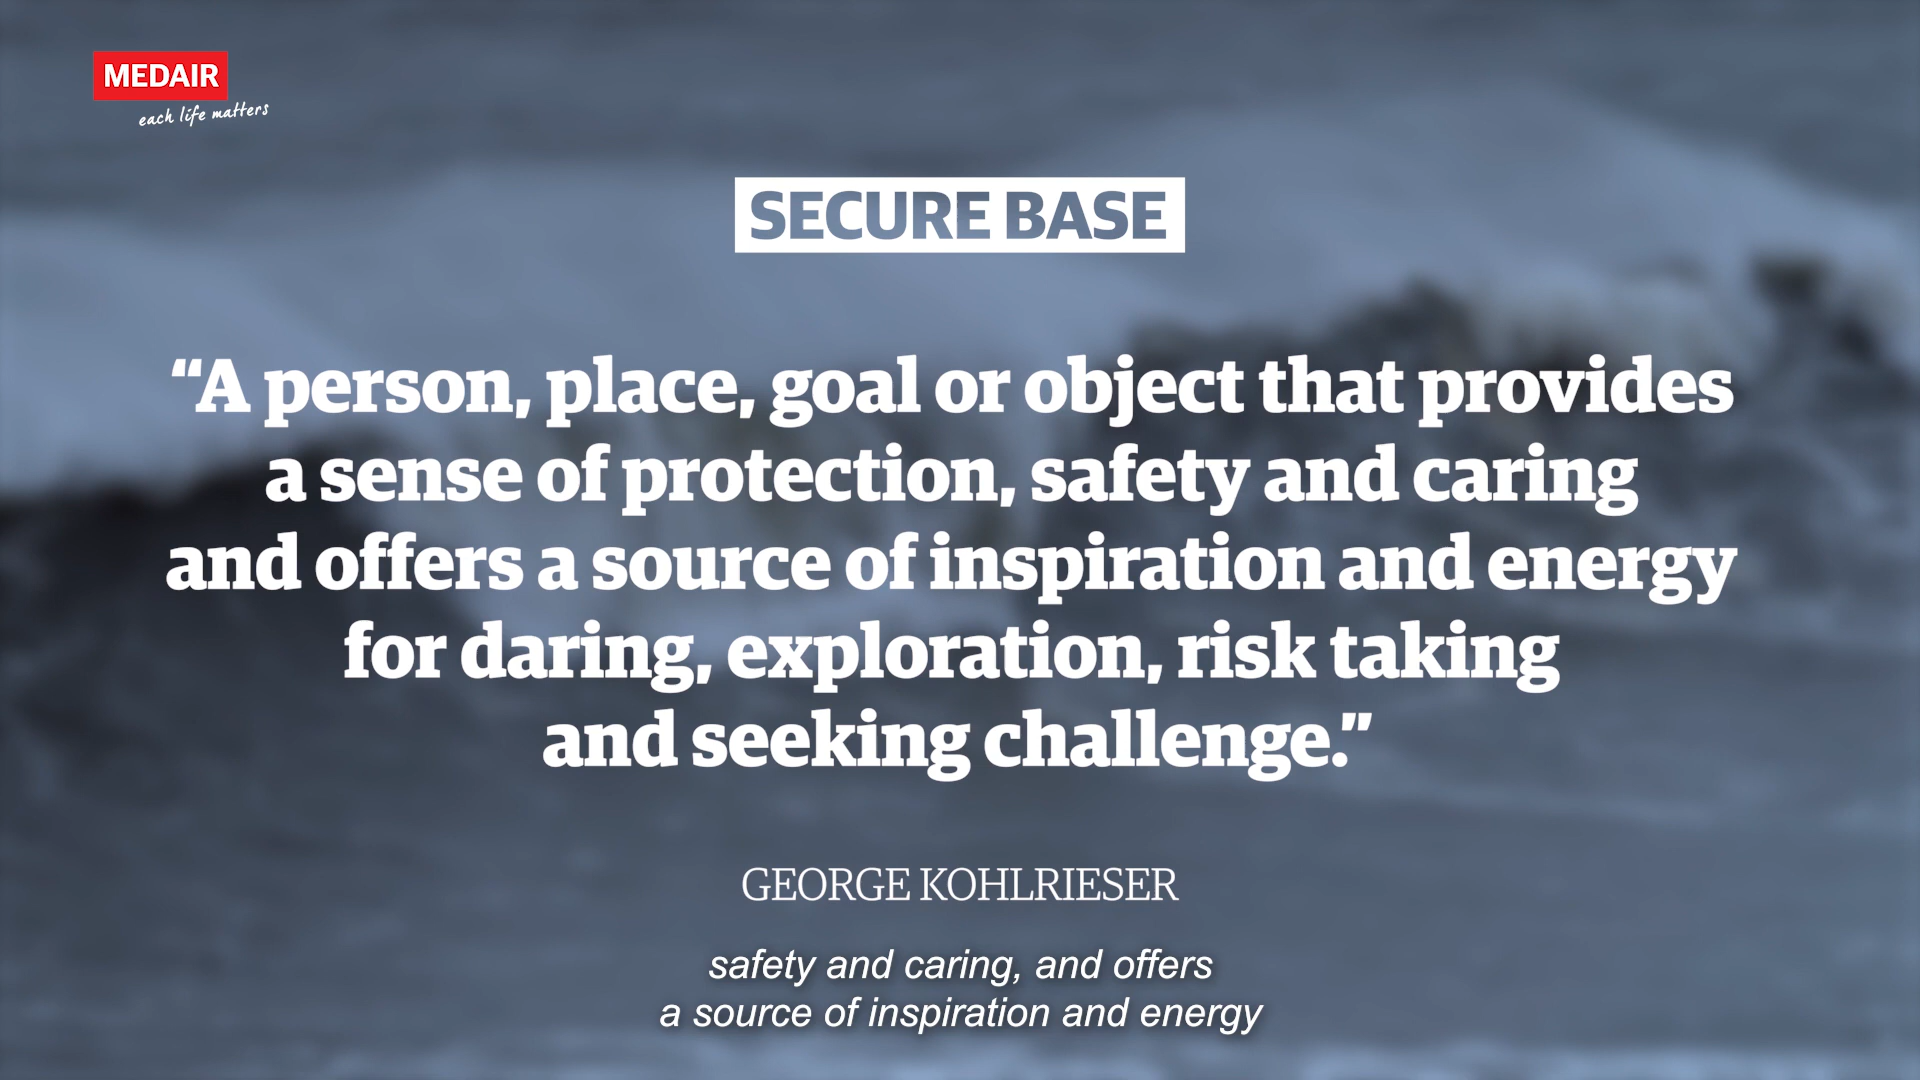 MEDAIR
each life matters
SECURE BASE
“A person, place, goal or object that provides
a sense of protection, safety and caring
and offers a source of inspiration and energy
for daring, exploration, risk taking
and seeking challenge.”
GEORGE KOHLRIESER
safety and caring, and offers
a source of inspiration and energy